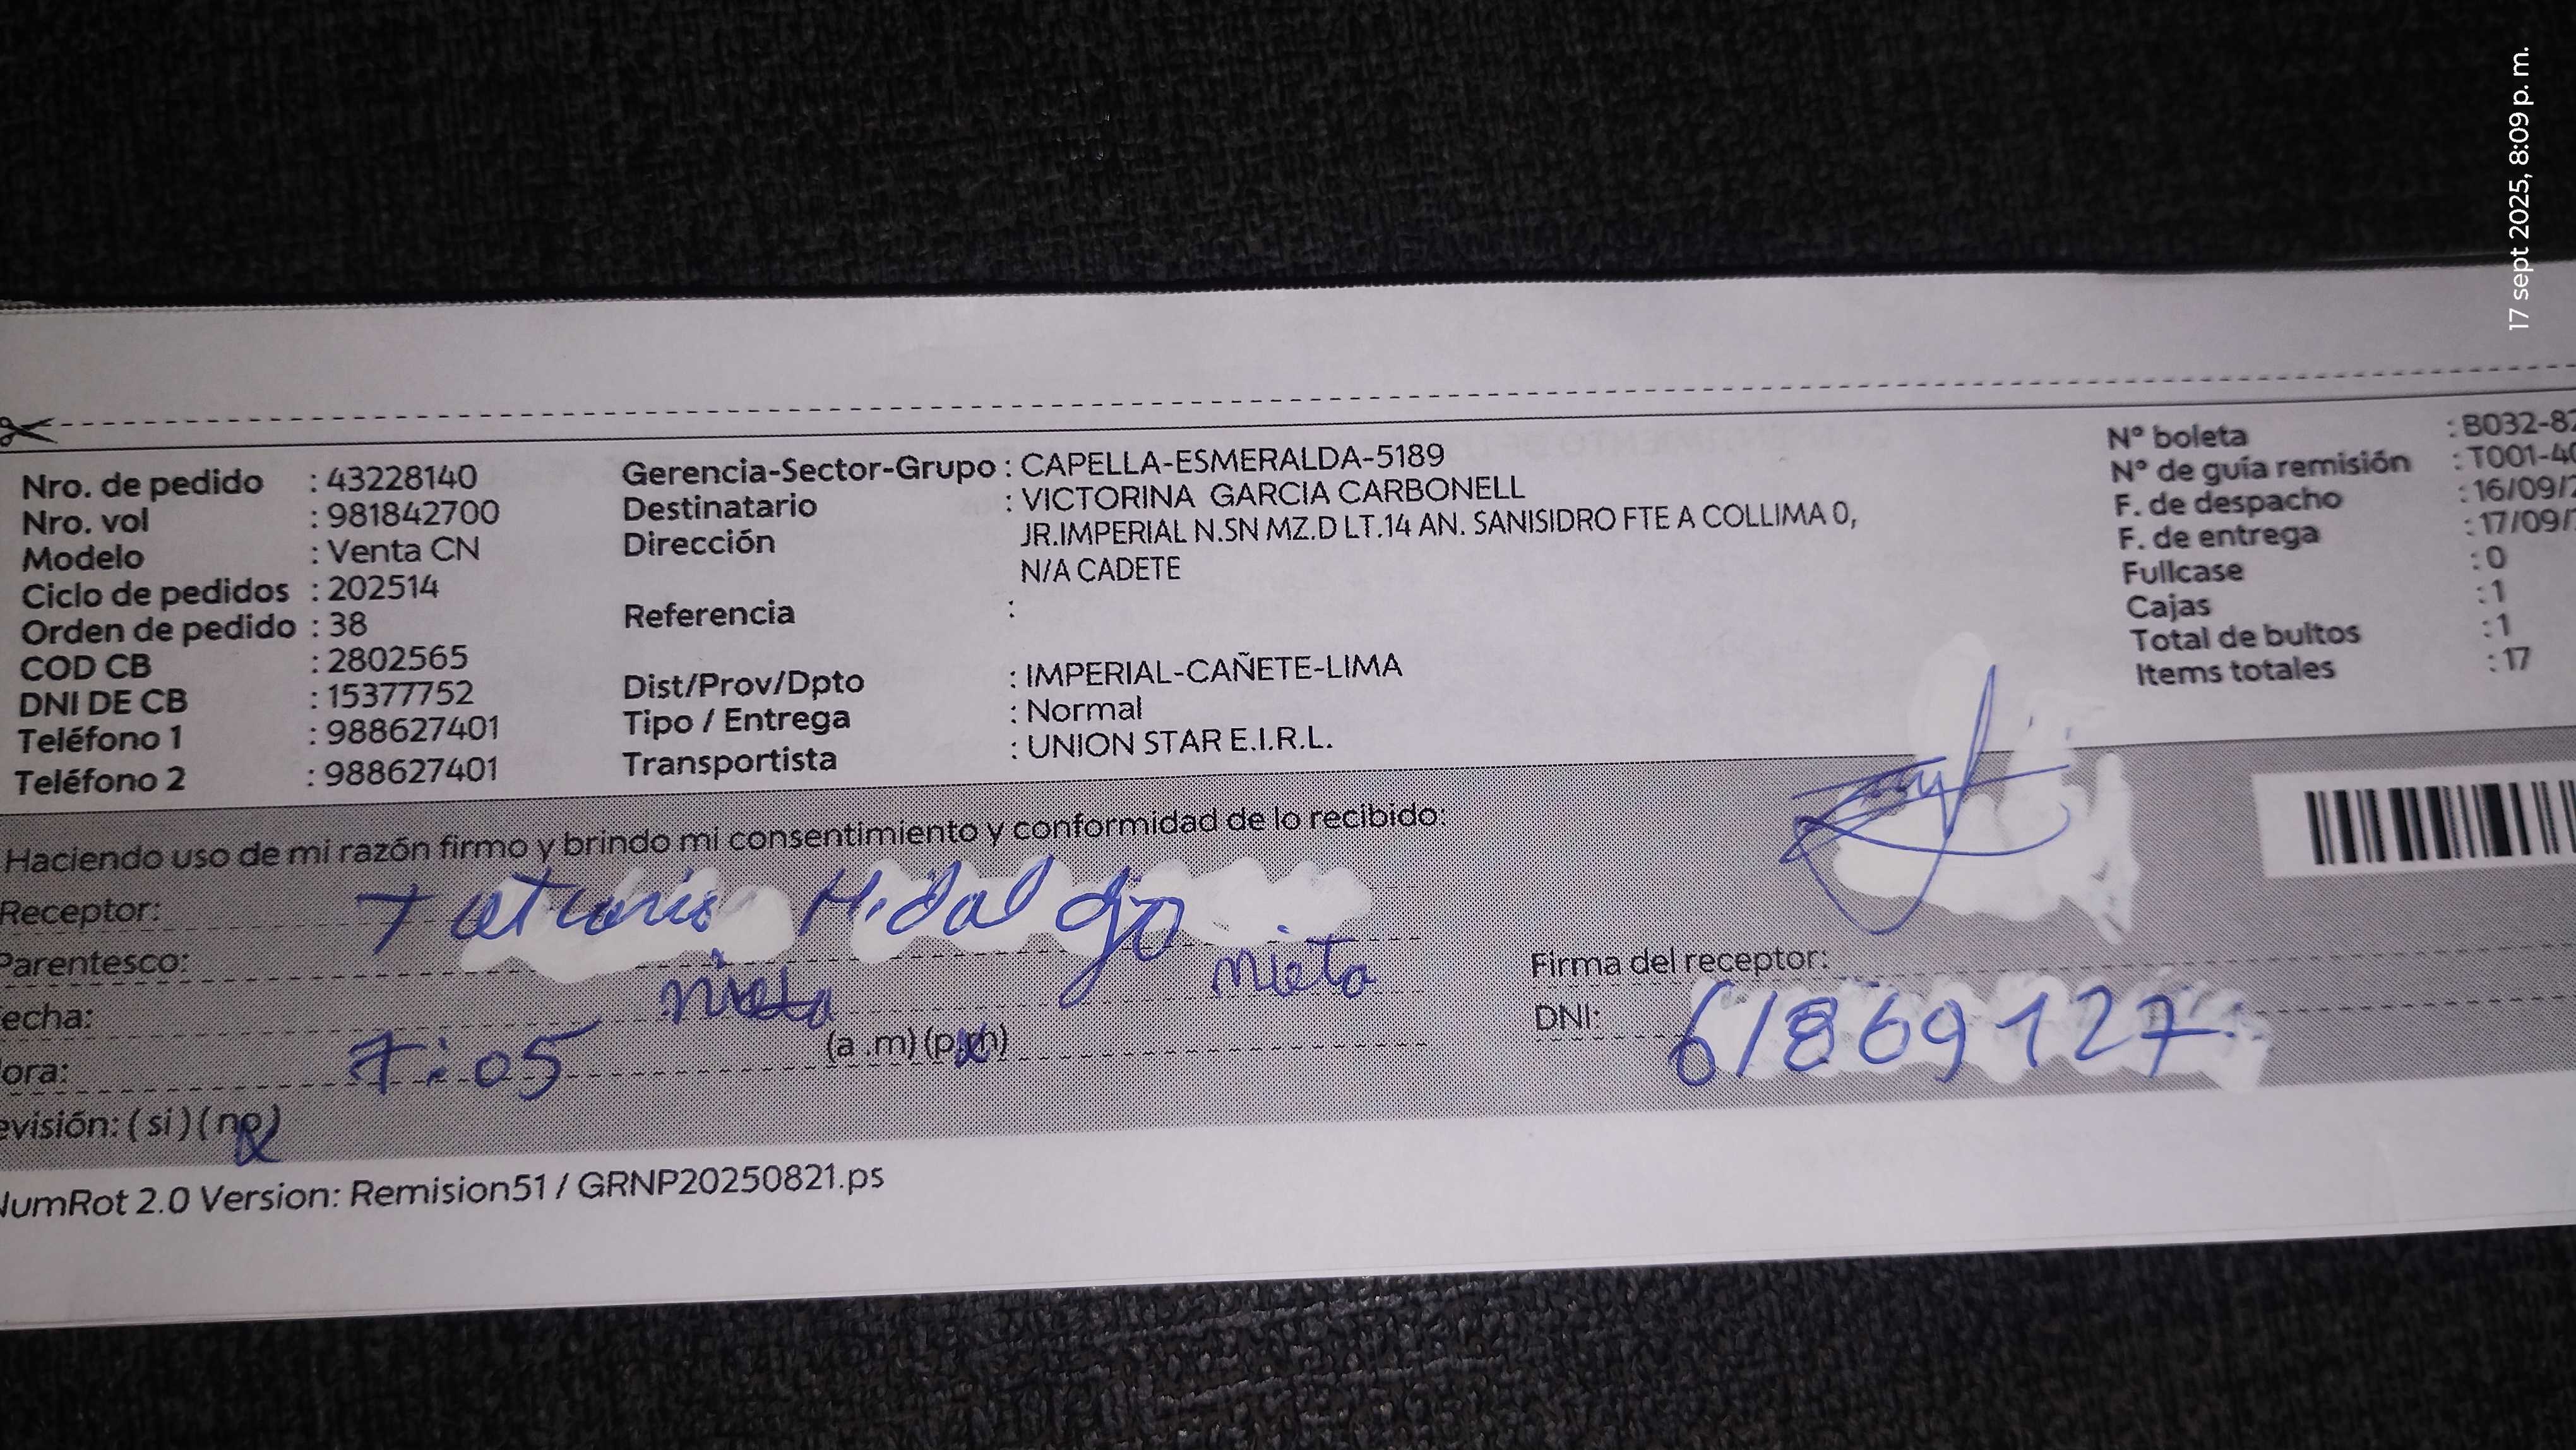 17 sept 2025, 8:09 p. m.
Nro. de pedido : 43228140
Nro. vol : 981842700
Modelo : Venta CN
Ciclo de pedidos : 202514
Orden de pedido : 38
COD CB : 2802565
DNI DE CB : 15377752
Teléfono 1 : 988627401
Teléfono 2 : 988627401
Gerencia-Sector-Grupo : CAPELLA-ESMERALDA-5189
Destinatario : VICTORINA GARCIA CARBONELL
Dirección : JR.IMPERIAL N.SN MZ.D LT.14 AN. SANISIDRO FTE A COLLIMA 0,
N/A CADETE
Referencia :
Dist/Prov/Dpto : IMPERIAL-CAÑETE-LIMA
Tipo / Entrega : Normal
Transportista : UNION STAR E.I.R.L.
Nº boleta : B032-82
Nº de guía remisión : T001-40
F. de despacho : 16/09/2
F. de entrega : 17/09/
Fullcase : 0
Cajas : 1
Total de bultos : 1
Items totales : 17
Haciendo uso de mi razón firmo y brindo mi consentimiento y conformidad de lo recibido:
Receptor: Hidalgo
Parentesco: nieta nieta
echa:
ora: 7:05 (a .m) (p.m)
evisión: ( si ) ( no )
Firma del receptor:
DNI: 61869127
NumRot 2.0 Version: Remision51 / GRNP20250821.ps